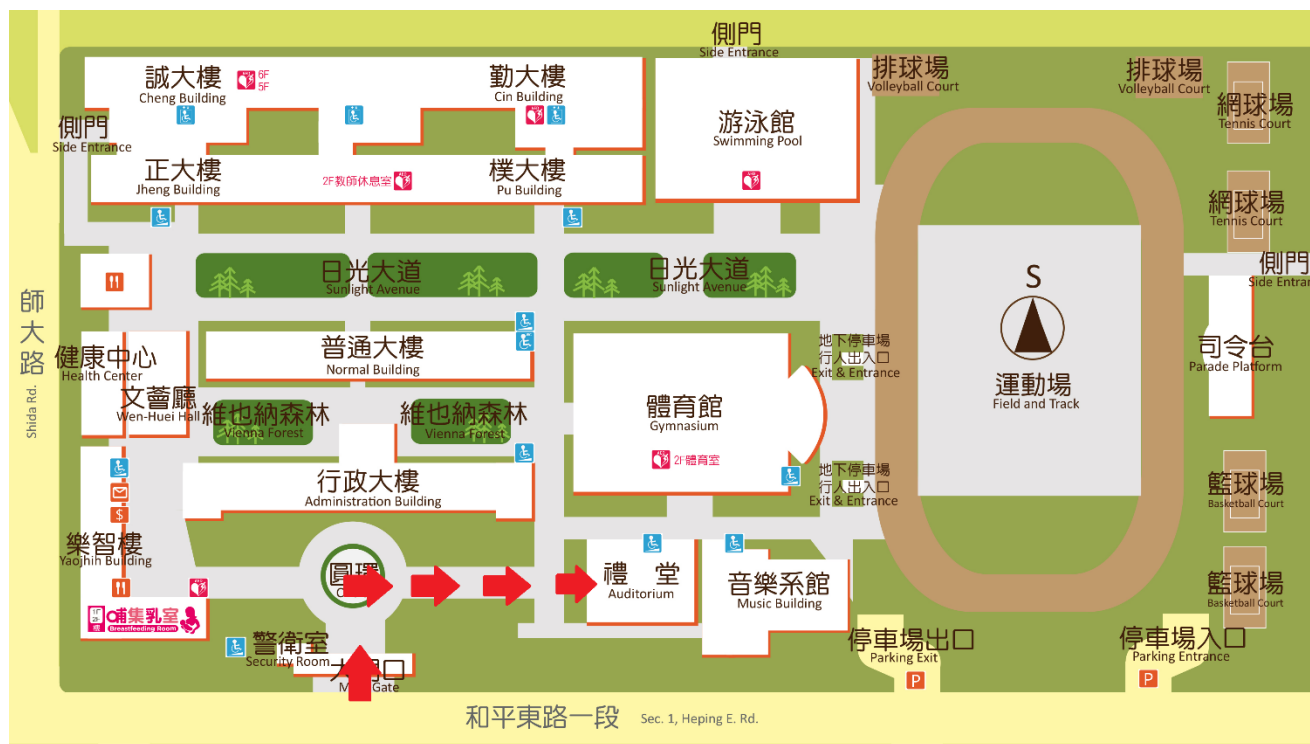 側門
Side Entrance
誠大樓
Cheng Building
6F
5F
勤大樓
Cin Building
游泳館
Swimming Pool
排球場
Volleyball Court
排球場
Volleyball Court
網球場
Tennis Court
側門
Side Entrance
正大樓
Jheng Building
2F教師休息室
樸大樓
Pu Building
網球場
Tennis Court
日光大道
Sunlight Avenue
日光大道
Sunlight Avenue
側門
Side Entran
S
運動場
Field and Track
師大路
Shida Rd.
健康中心
Health Center
文薈廳
Wen-Huei Hall
普通大樓
Normal Building
地下停車場
行人出入口
Exit & Entrance
司令台
Parade Platform
維也納森林
Vienna Forest
維也納森林
Vienna Forest
體育館
Gymnasium
2F體育室
行政大樓
Administration Building
地下停車場
行人出入口
Exit & Entrance
籃球場
Basketball Court
$
樂智樓
Yaojhih Building
圓環
禮 堂
Auditorium
音樂系館
Music Building
籃球場
Basketball Court
1F
2F
哺集乳室
Breastfeeding Room
警衛室
Security Room
Gate
停車場出口
Parking Exit
P
停車場入口
Parking Entrance
P
和平東路一段 Sec. 1, Heping E. Rd.